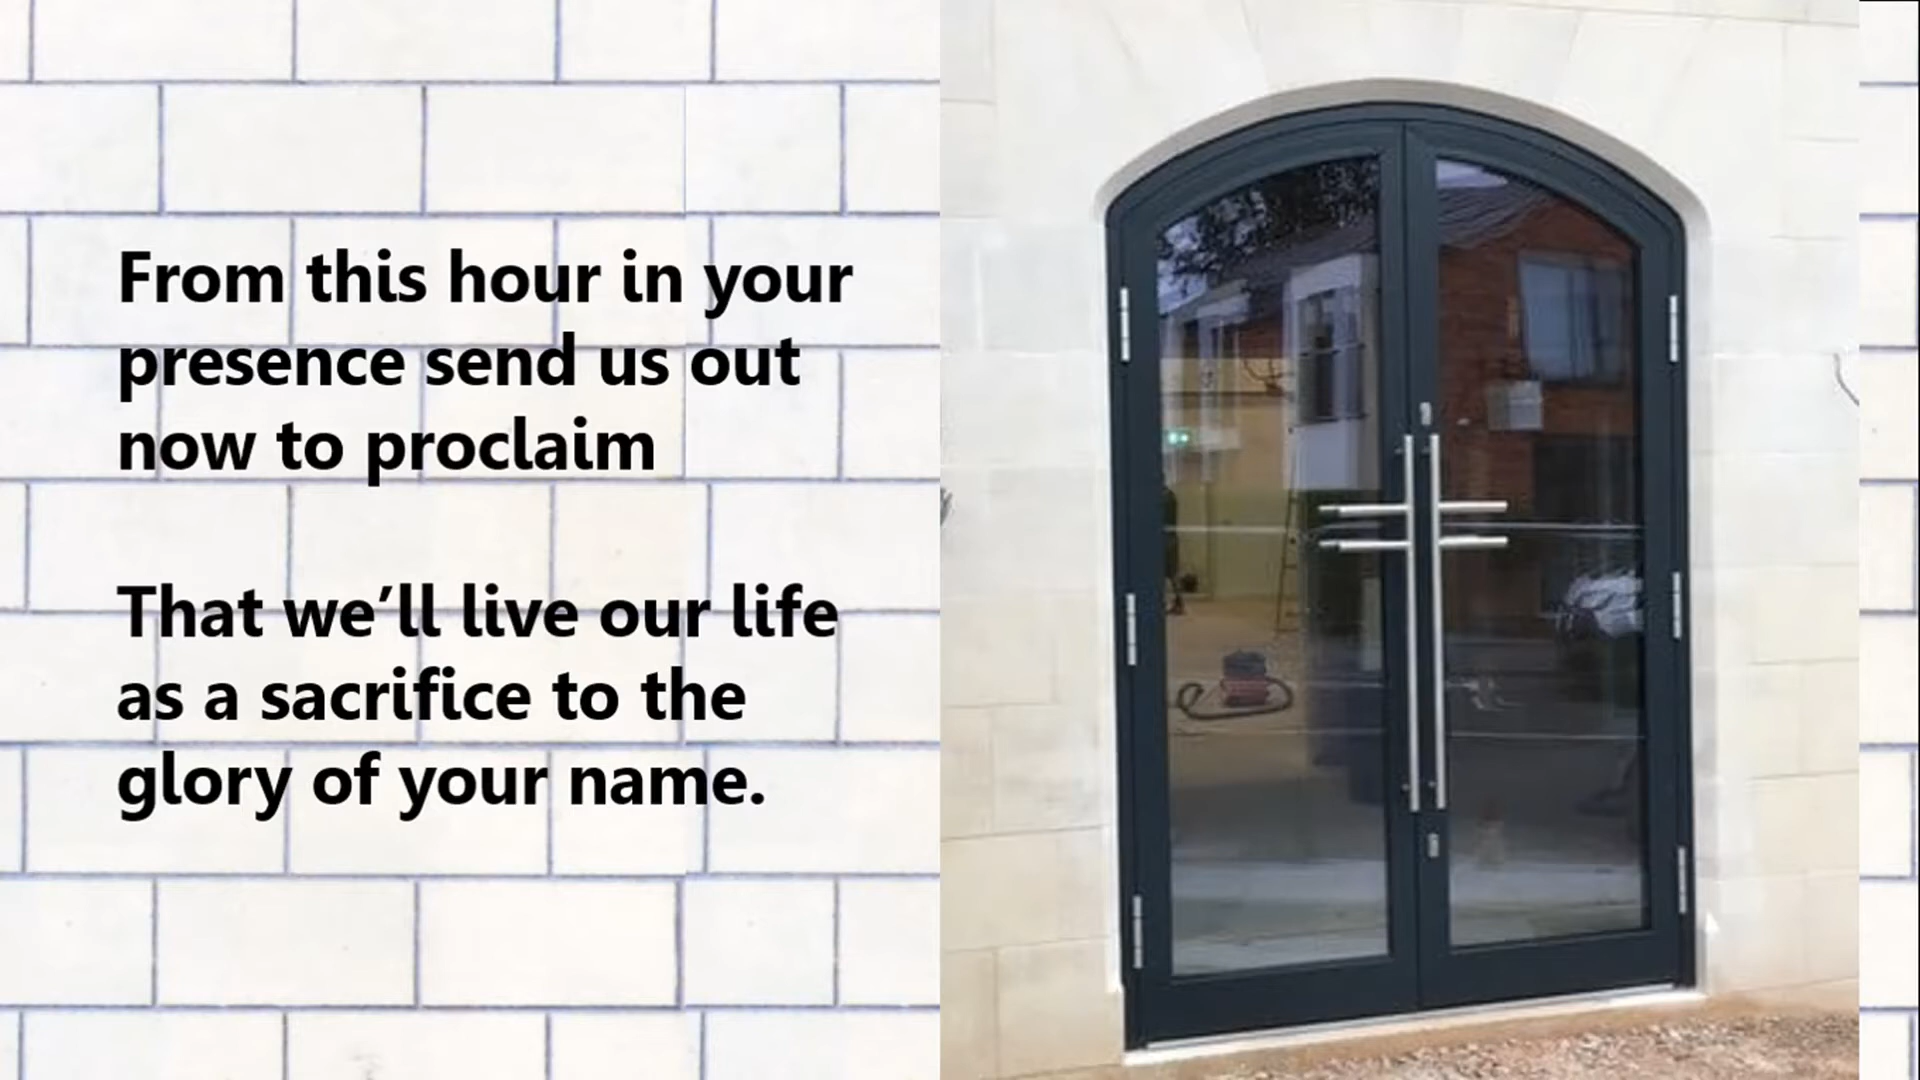 From this hour in your
presence send us out
now to proclaim
That we’ll live our life
as a sacrifice to the
glory of your name.